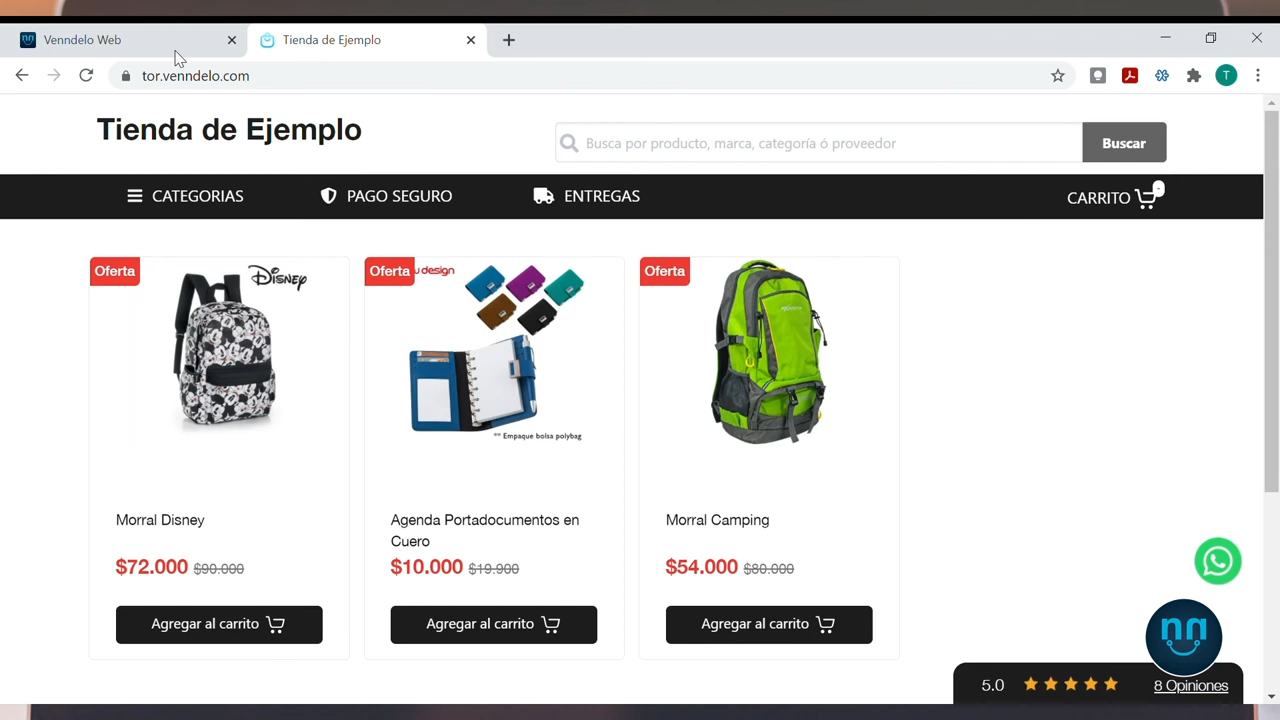 Venndelo Web
Tienda de Ejemplo
tor.venndelo.com
T
Tienda de Ejemplo
Busca por producto, marca, categoría ó proveedor
Buscar
CATEGORIAS
PAGO SEGURO
ENTREGAS
CARRITO
Oferta
Disney
Oferta
design
Oferta
** Empaque bolsa polybag
Morral Disney
Agenda Portadocumentos en
Cuero
Morral Camping
$72.000 $90.000
$10.000 $19.900
$54.000 $80.000
Agregar al carrito
Agregar al carrito
Agregar al carrito
5.0
8 Opiniones